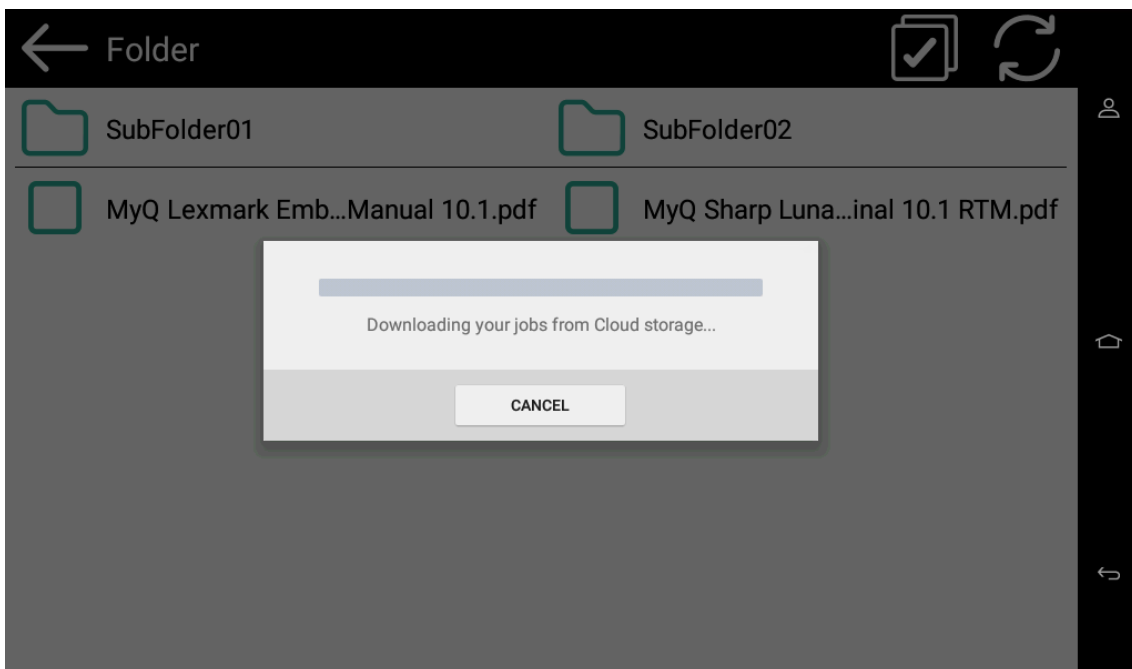 Folder
SubFolder01 SubFolder02
MyQ Lexmark Emb...Manual 10.1.pdf MyQ Sharp Luna...inal 10.1 RTM.pdf
Downloading your jobs from Cloud storage...
CANCEL